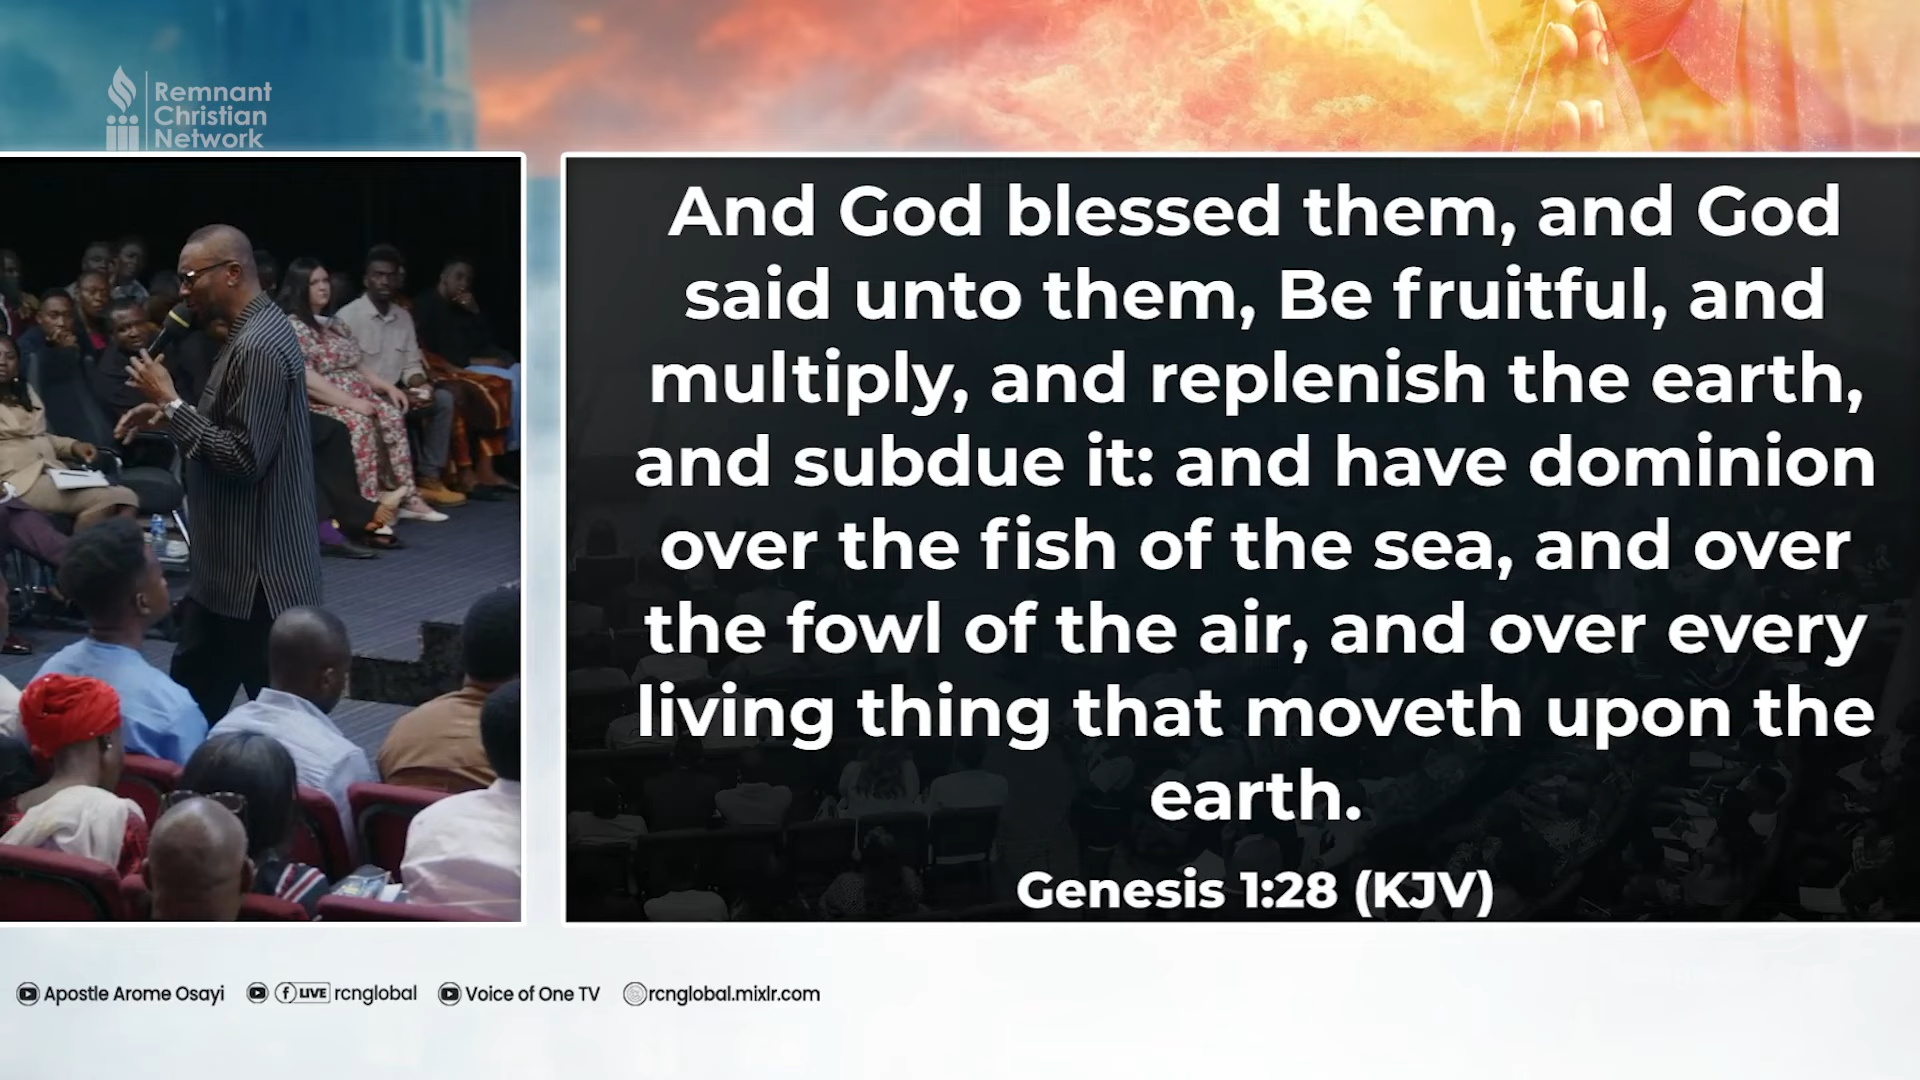 Remnant
Christian
Network
And God blessed them, and God
said unto them, Be fruitful, and
multiply, and replenish the earth,
and subdue it: and have dominion
over the fish of the sea, and over
the fowl of the air, and over every
living thing that moveth upon the
earth.
Genesis 1:28 (KJV)
Apostle Arome Osayi LIVE rcnglobal Voice of One TV rcnglobal.mixlr.com